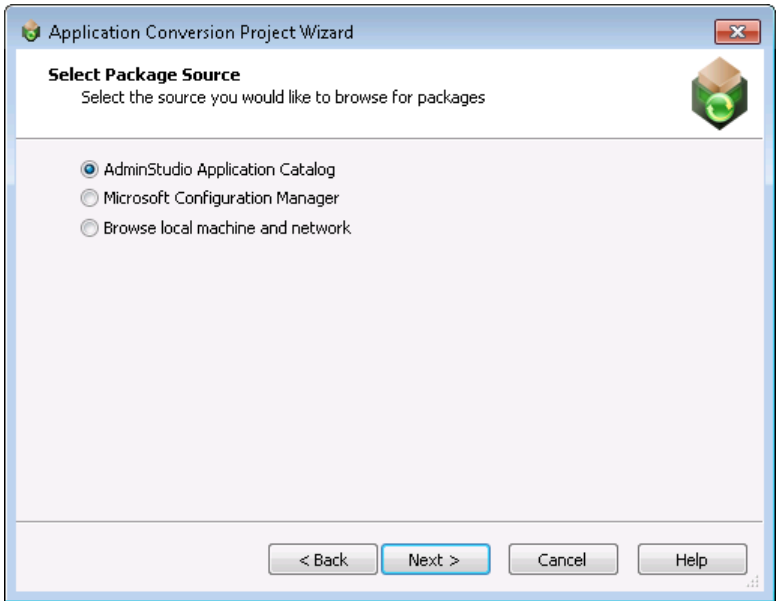 Application Conversion Project Wizard
Select Package Source
Select the source you would like to browse for packages
AdminStudio Application Catalog
Microsoft Configuration Manager
Browse local machine and network
< Back Next > Cancel Help